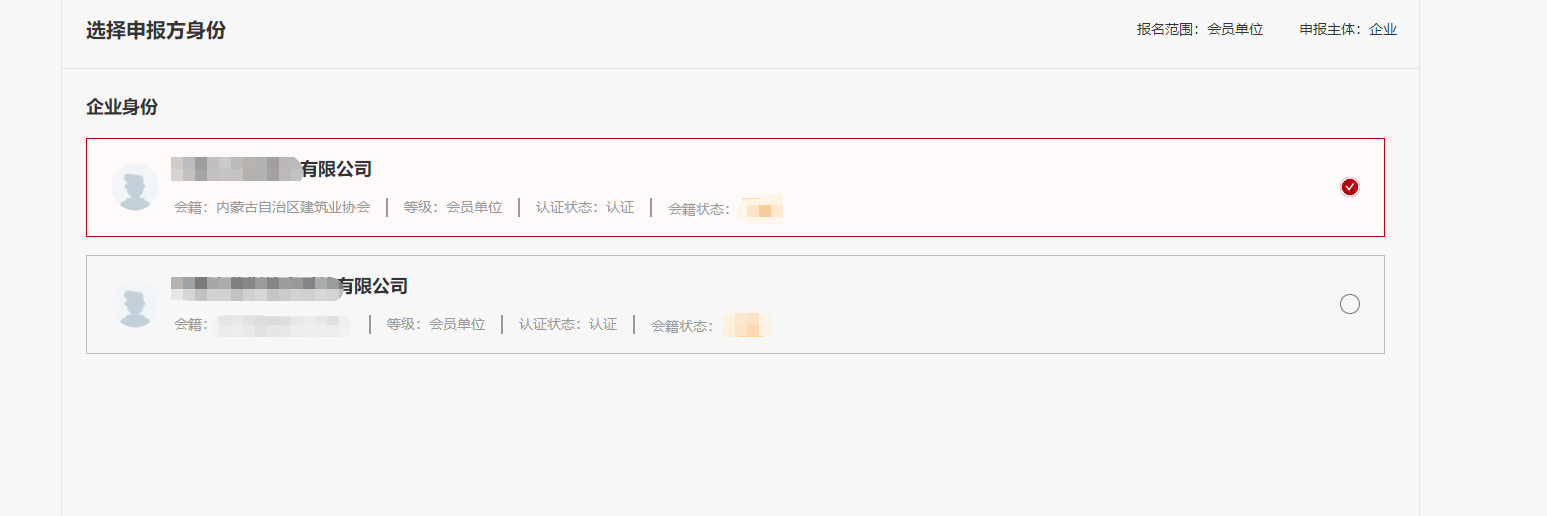 选择申报方身份
报名范围：会员单位 申报主体：企业
企业身份
有限公司
会籍：内蒙古自治区建筑业协会 等级：会员单位 认证状态：认证 会籍状态：
有限公司
会籍： 等级：会员单位 认证状态：认证 会籍状态：